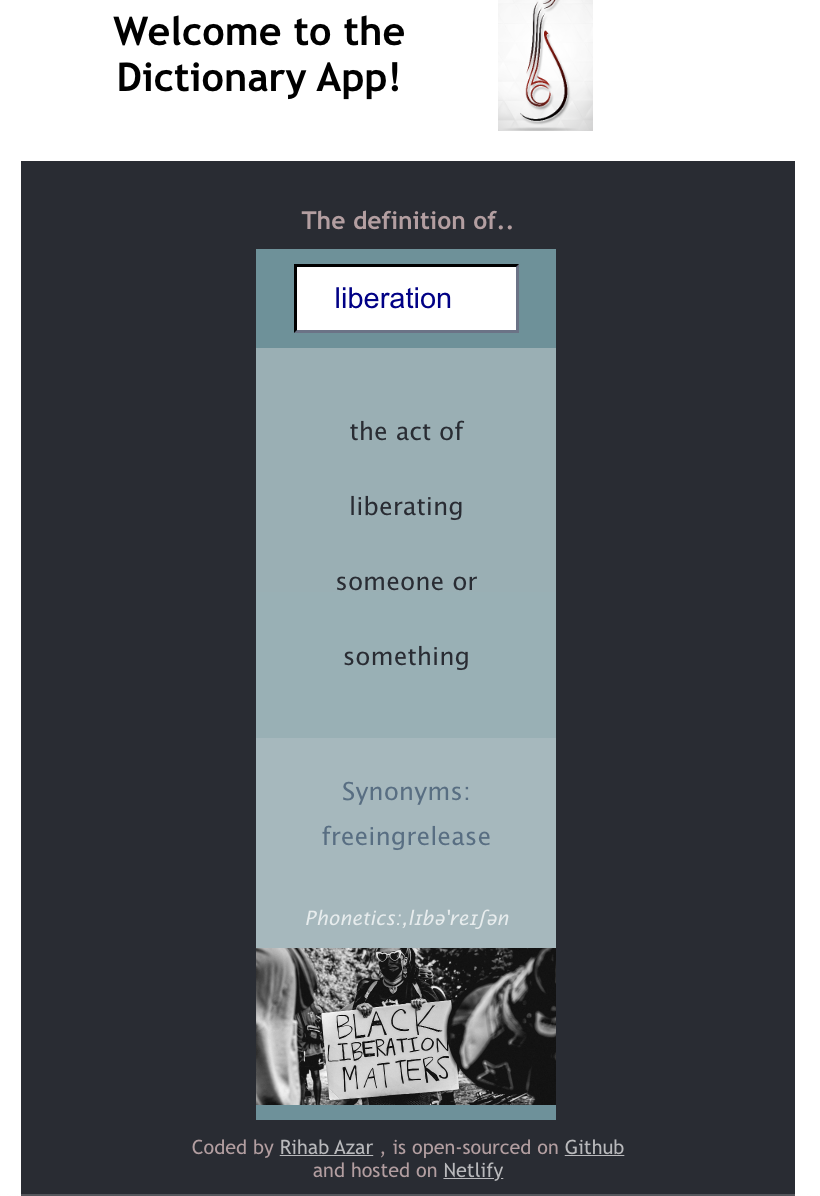 Welcome to the
Dictionary App!
The definition of..
liberation
the act of
liberating
someone or
something
Synonyms:
freeingrelease
Phonetics:ˌlɪbəˈreɪʃən
BLACK
LIBERATION
MATTERS
Coded by Rihab Azar , is open-sourced on Github
and hosted on Netlify